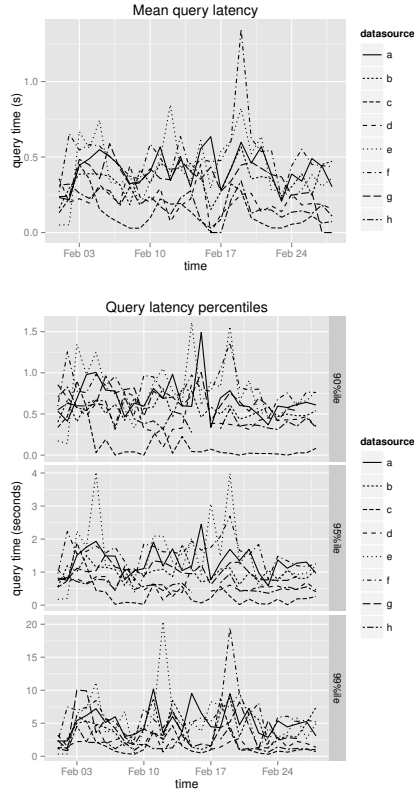 Mean query latency
query time (s)
1.0
0.5
0.0
Feb 03
Feb 10
Feb 17
Feb 24
time
datasource
a
b
c
d
e
f
g
h
Query latency percentiles
query time (seconds)
1.5
1.0
0.5
0.0
90%ile
4
3
2
1
0
95%ile
20
15
10
5
0
99%ile
Feb 03
Feb 10
Feb 17
Feb 24
time
datasource
a
b
c
d
e
f
g
h